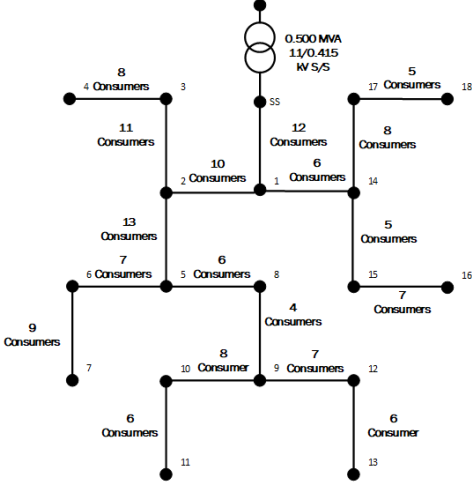 0.500 MVA
11/0.415
kV S/S
8
Consumers
4
3
5
Consumers
17
18
SS
11
Consumers
12
Consumers
8
Consumers
10
Consumers
6
Consumers
2
1
14
13
Consumers
5
Consumers
7
Consumers
6
Consumers
6
5
8
15
16
7
Consumers
9
Consumers
4
Consumers
7
8
Consumer
7
Consumers
10
9
12
6
Consumers
6
Consumer
11
13